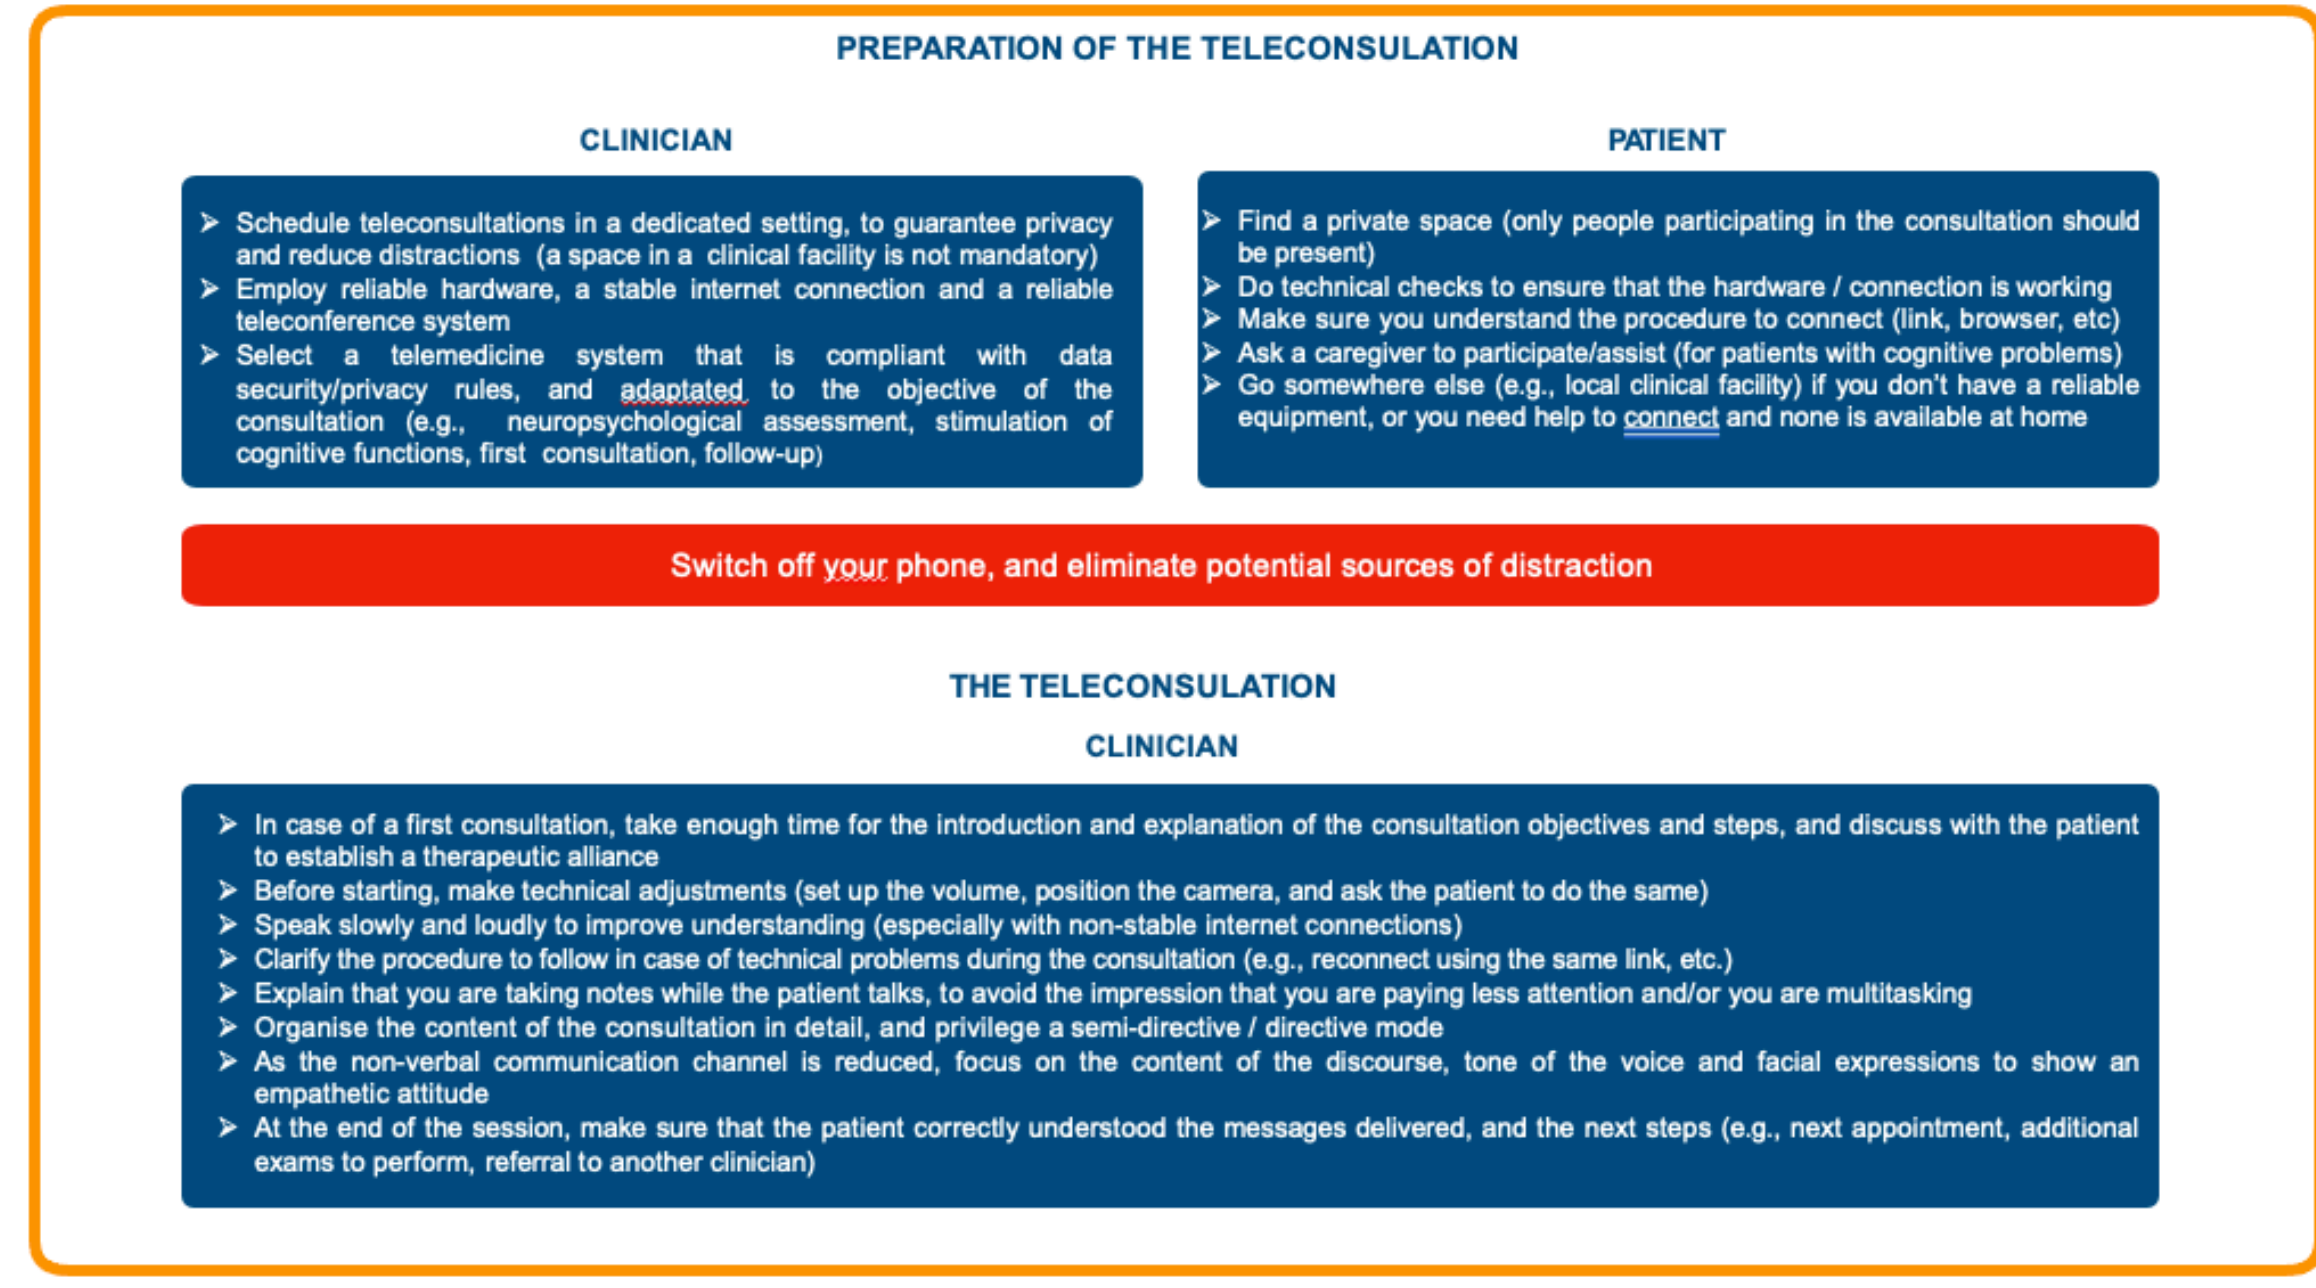 PREPARATION OF THE TELECONSULATION
CLINICIAN
➢ Schedule teleconsultations in a dedicated setting, to guarantee privacy
and reduce distractions (a space in a clinical facility is not mandatory)
➢ Employ reliable hardware, a stable internet connection and a reliable
teleconference system
➢ Select a telemedicine system that is compliant with data
security/privacy rules, and adaptated to the objective of the
consultation (e.g., neuropsychological assessment, stimulation of
cognitive functions, first consultation, follow-up)
PATIENT
➢ Find a private space (only people participating in the consultation should
be present)
➢ Do technical checks to ensure that the hardware / connection is working
➢ Make sure you understand the procedure to connect (link, browser, etc)
➢ Ask a caregiver to participate/assist (for patients with cognitive problems)
➢ Go somewhere else (e.g., local clinical facility) if you don't have a reliable
equipment, or you need help to connect and none is available at home
Switch off your phone, and eliminate potential sources of distraction
THE TELECONSULATION
CLINICIAN
➢ In case of a first consultation, take enough time for the introduction and explanation of the consultation objectives and steps, and discuss with the patient
to establish a therapeutic alliance
➢ Before starting, make technical adjustments (set up the volume, position the camera, and ask the patient to do the same)
➢ Speak slowly and loudly to improve understanding (especially with non-stable internet connections)
➢ Clarify the procedure to follow in case of technical problems during the consultation (e.g., reconnect using the same link, etc.)
➢ Explain that you are taking notes while the patient talks, to avoid the impression that you are paying less attention and/or you are multitasking
➢ Organise the content of the consultation in detail, and privilege a semi-directive / directive mode
➢ As the non-verbal communication channel is reduced, focus on the content of the discourse, tone of the voice and facial expressions to show an
empathetic attitude
➢ At the end of the session, make sure that the patient correctly understood the messages delivered, and the next steps (e.g., next appointment, additional
exams to perform, referral to another clinician)